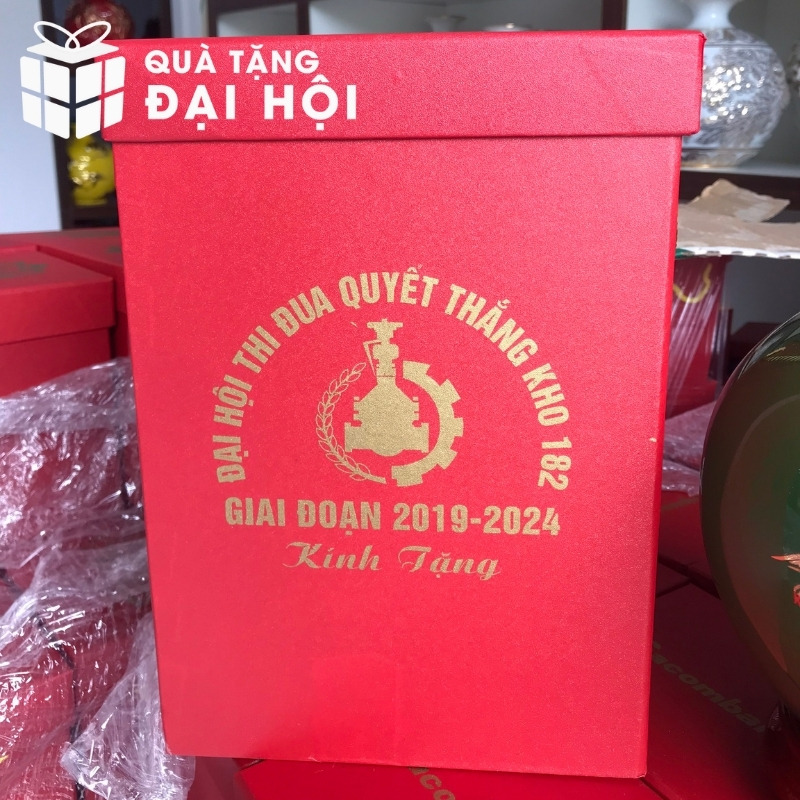 QUÀ TẶNG
ĐẠI HỘI
ĐẠI HỘI THI ĐUA QUYẾT THẮNG KHO 182
GIAI ĐOẠN 2019-2024
Kính Tặng